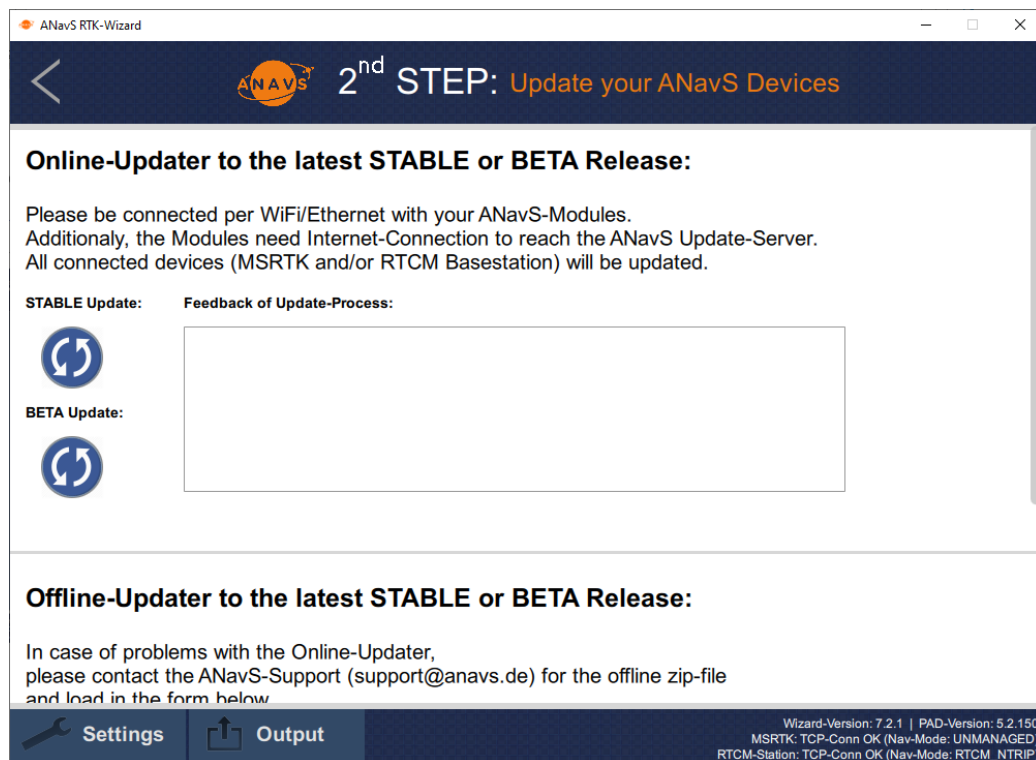 ANavS RTK-Wizard
ANAVS 2nd STEP: Update your ANavS Devices
Online-Updater to the latest STABLE or BETA Release:
Please be connected per WiFi/Ethernet with your ANavS-Modules.
Additionaly, the Modules need Internet-Connection to reach the ANavS Update-Server.
All connected devices (MSRTK and/or RTCM Basestation) will be updated.
STABLE Update: Feedback of Update-Process:
BETA Update:
Offline-Updater to the latest STABLE or BETA Release:
In case of problems with the Online-Updater,
please contact the ANavS-Support (support@anavs.de) for the offline zip-file
and load in the form below
Settings Output
Wizard-Version: 7.2.1 | PAD-Version: 5.2.150
MSRTK: TCP-Conn OK (Nav-Mode: UNMANAGED)
RTCM-Station: TCP-Conn OK (Nav-Mode: RTCM_NTRIP)